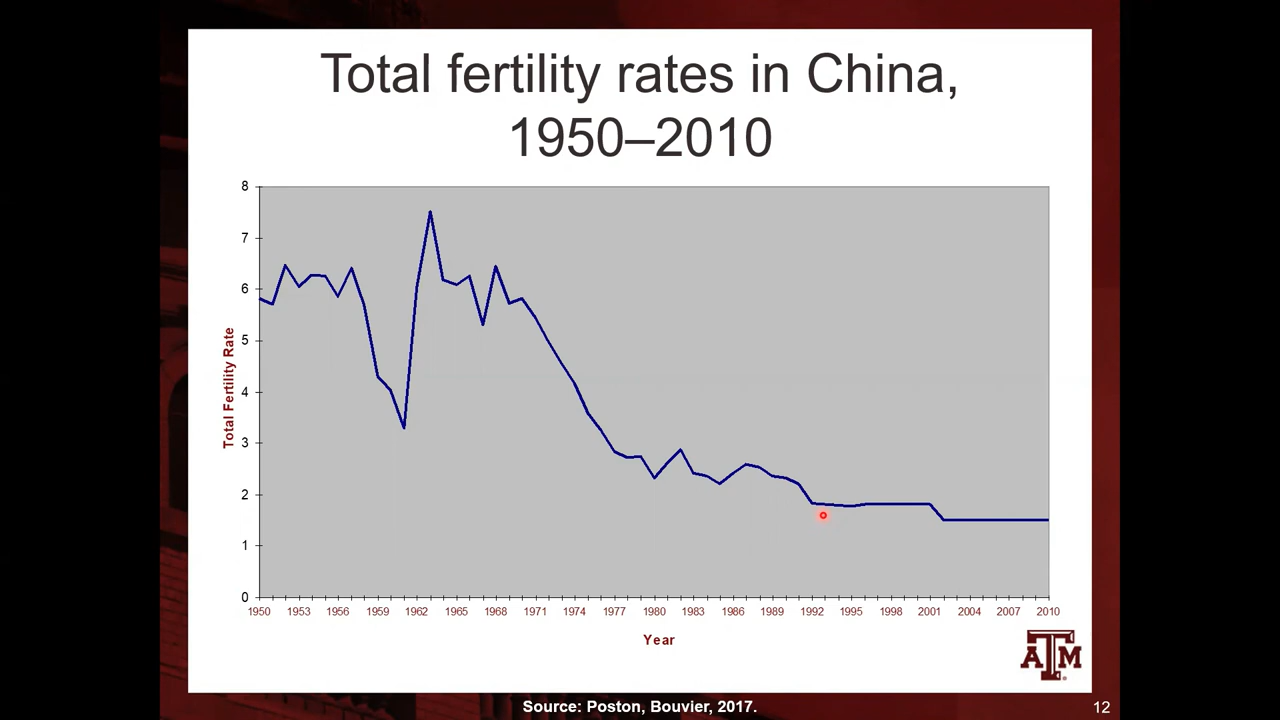 Total fertility rates in China,
1950–2010
8
7
6
5
4
3
2
1
0
Total Fertility Rate
1950 1953 1956 1959 1962 1965 1968 1971 1974 1977 1980 1983 1986 1989 1992 1995 1998 2001 2004 2007 2010
Year
ATM
Source: Poston, Bouvier, 2017.
12